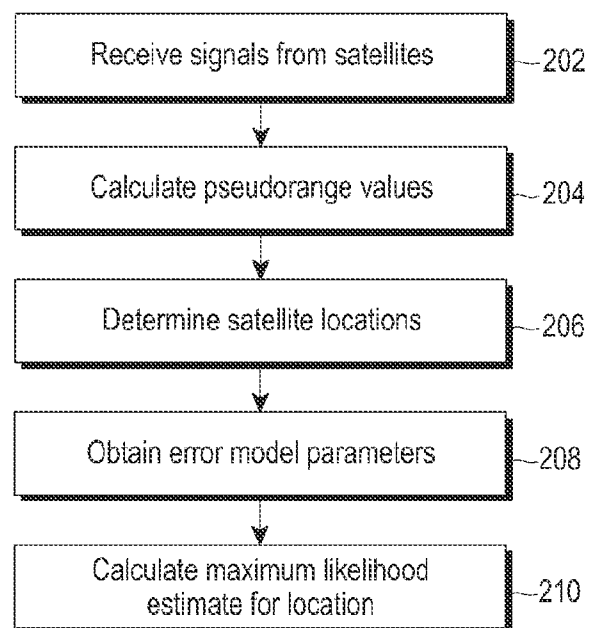 Receive signals from satellites
202
Calculate pseudorange values
204
Determine satellite locations
206
Obtain error model parameters
208
Calculate maximum likelihood
estimate for location
210